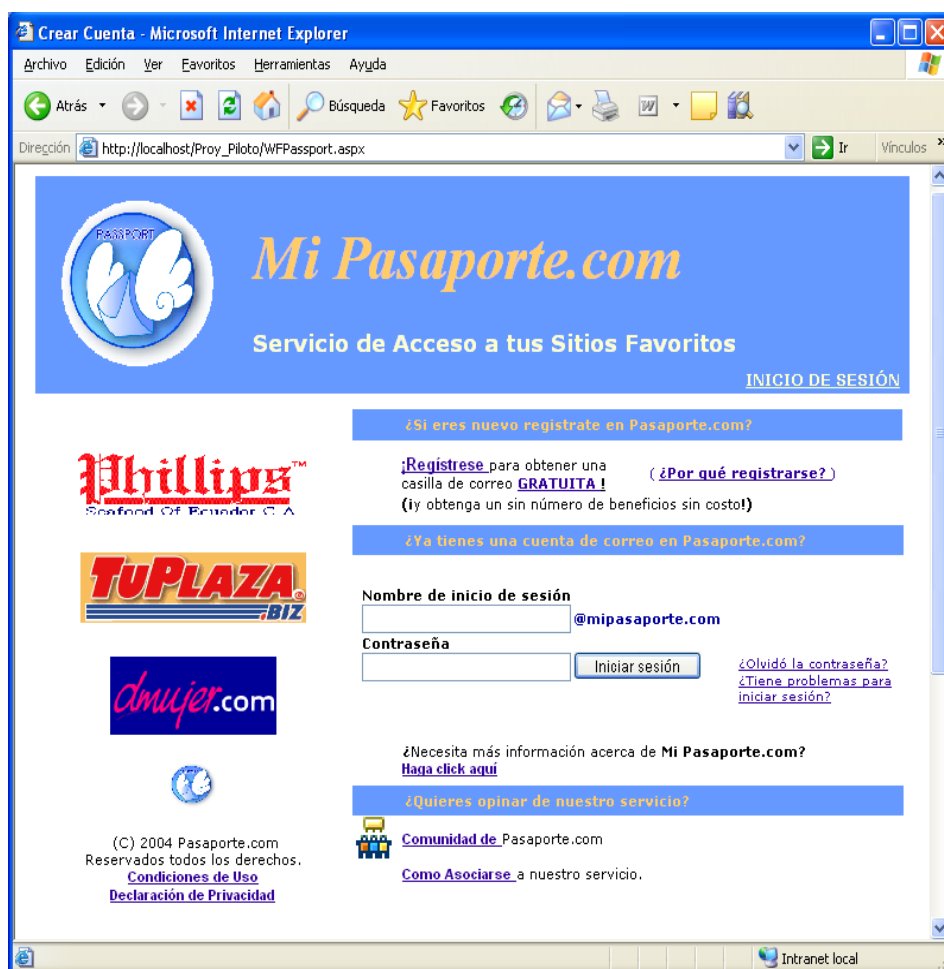 Crear Cuenta - Microsoft Internet Explorer
Archivo Edición Ver Favoritos Herramientas Ayuda
Atrás Búsqueda Favoritos
Dirección http://localhost/Proy_Piloto/WFPassport.aspx Ir Vínculos »
PASSPORT
Mi Pasaporte.com
Servicio de Acceso a tus Sitios Favoritos
INICIO DE SESIÓN
¿Si eres nuevo registrate en Pasaporte.com?
¡Regístrese para obtener una
casilla de correo GRATUITA !
( ¿Por qué registrarse? )
(¡y obtenga un sin número de beneficios sin costo!)
Phillips™
Seafood Of Ecuador C.A
¿Ya tienes una cuenta de correo en Pasaporte.com?
TUPLAZA®
.BIZ
Nombre de inicio de sesión
@mipasaporte.com
Contraseña
Iniciar sesión
¿Olvidó la contraseña?
¿Tiene problemas para
iniciar sesión?
dmujer.com
¿Necesita más información acerca de Mi Pasaporte.com?
Haga click aquí
¿Quieres opinar de nuestro servicio?
Comunidad de Pasaporte.com
Como Asociarse a nuestro servicio.
(C) 2004 Pasaporte.com
Reservados todos los derechos.
Condiciones de Uso
Declaración de Privacidad
Intranet local